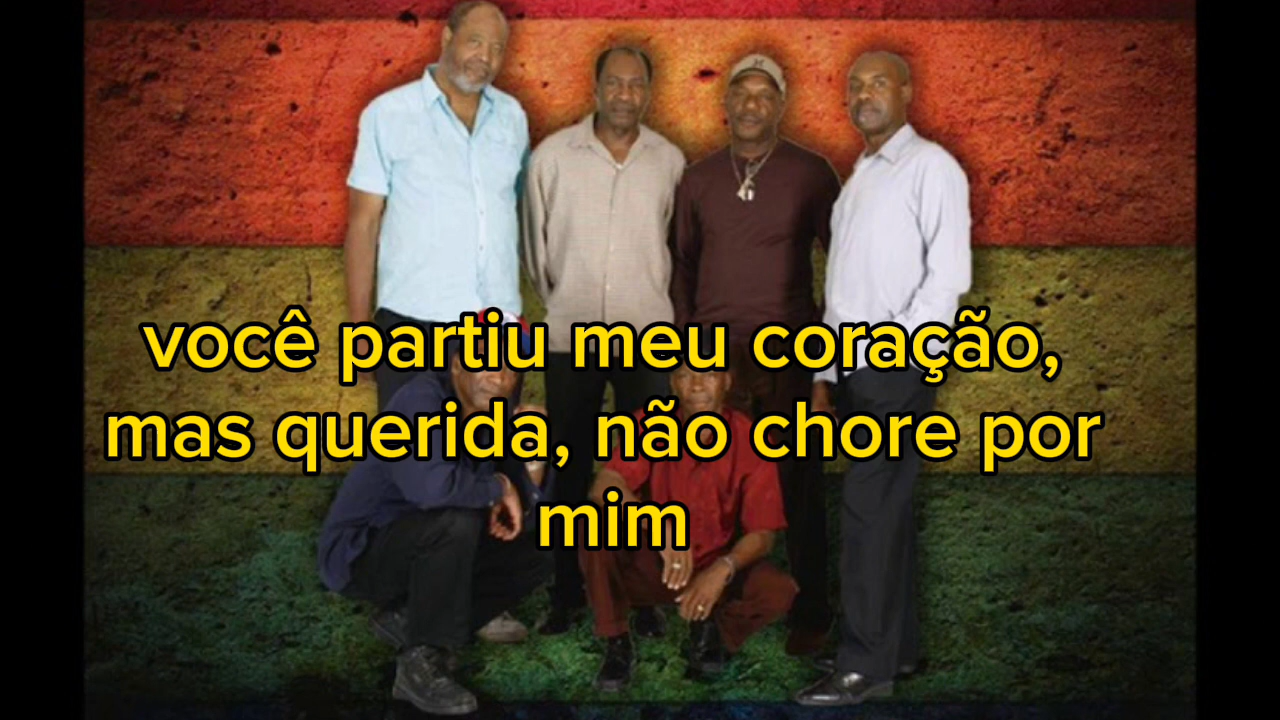 você partiu meu coração,
mas querida, não chore por
mim